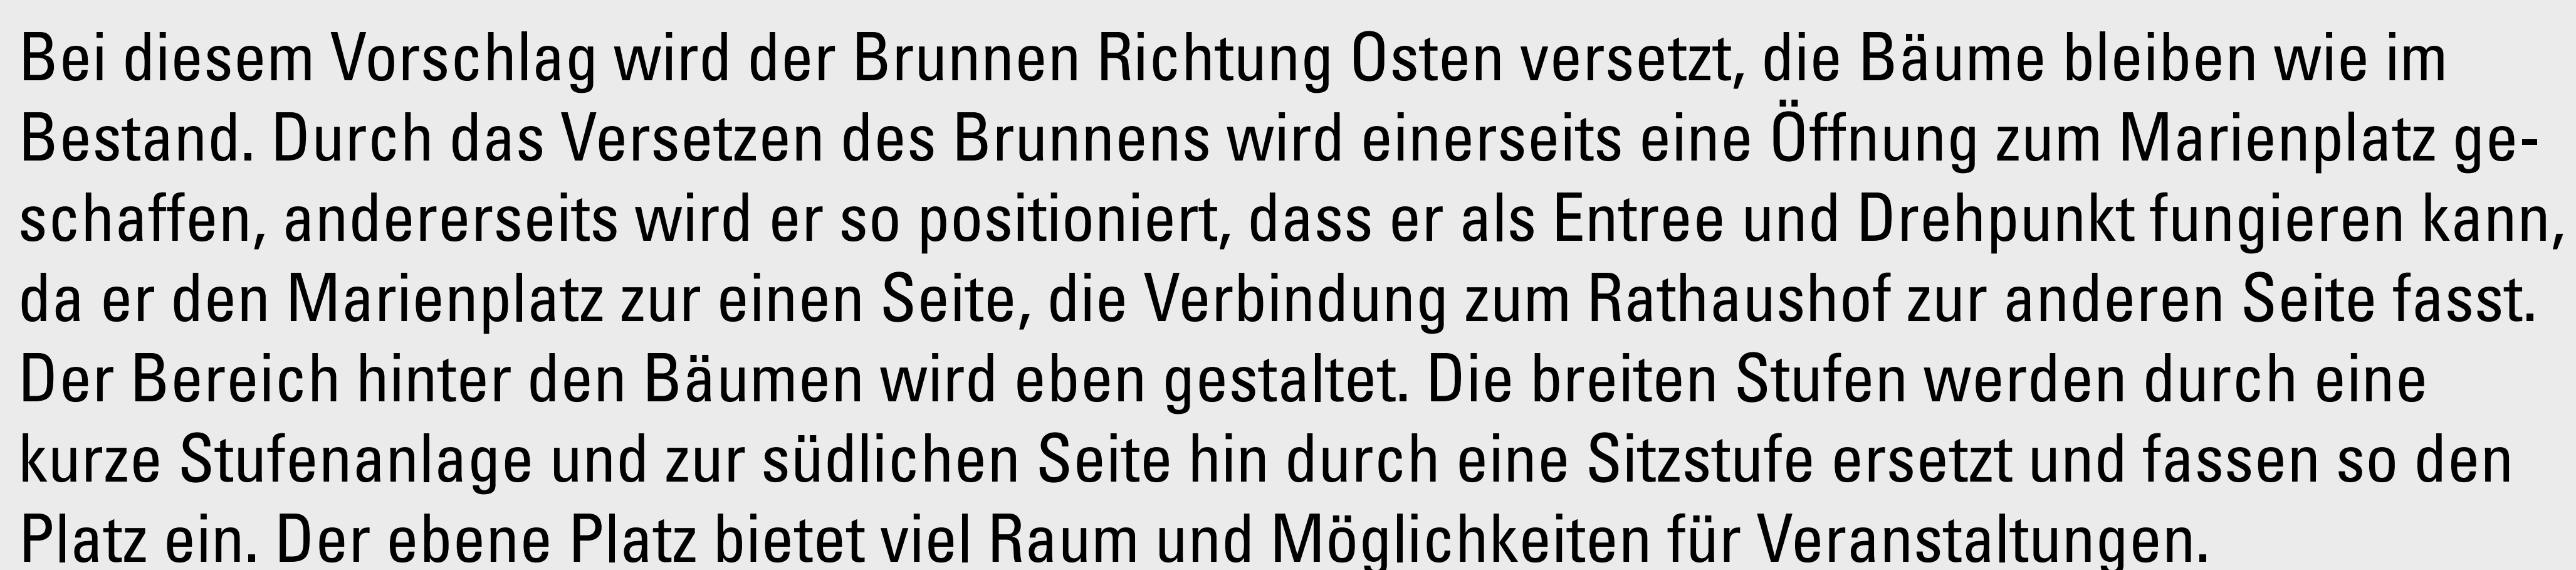 Bei diesem Vorschlag wird der Brunnen Richtung Osten versetzt, die Bäume bleiben wie im
Bestand. Durch das Versetzen des Brunnens wird einerseits eine Öffnung zum Marienplatz ge-
schaffen, andererseits wird er so positioniert, dass er als Entree und Drehpunkt fungieren kann,
da er den Marienplatz zur einen Seite, die Verbindung zum Rathaushof zur anderen Seite fasst.
Der Bereich hinter den Bäumen wird eben gestaltet. Die breiten Stufen werden durch eine
kurze Stufenanlage und zur südlichen Seite hin durch eine Sitzstufe ersetzt und fassen so den
Platz ein. Der ebene Platz bietet viel Raum und Möglichkeiten für Veranstaltungen.